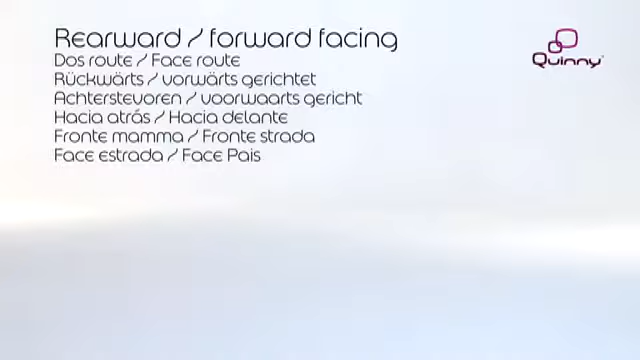 Rearward / forward facing
Dos route / Face route
Rückwärts / vorwärts gerichtet
Achterstevoren / voorwaarts gericht
Hacia atrás / Hacia delante
Fronte mamma / Fronte strada
Face estrada / Face Pais
Quinny